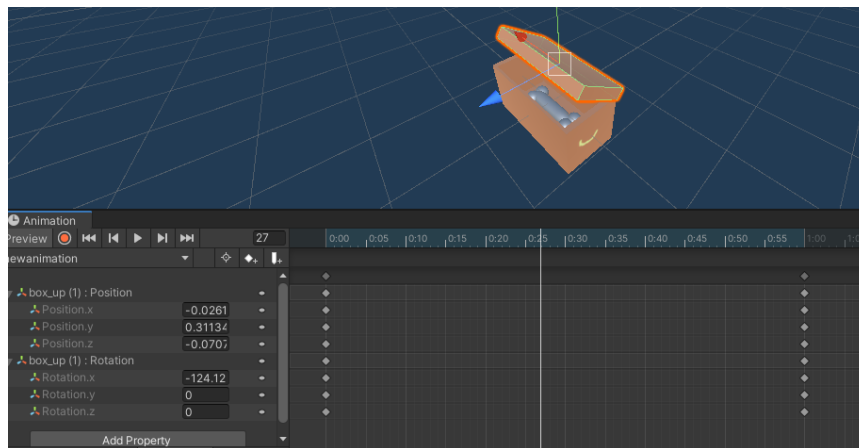 Animation
Preview 27 0:00 0:05 0:10 0:15 0:20 0:25 0:30 0:35 0:40 0:45 0:50 0:55 1:00
newanimation
box_up (1) : Position
Position.x -0.0261
Position.y 0.31134
Position.z -0.0707
box_up (1) : Rotation
Rotation.x -124.12
Rotation.y 0
Rotation.z 0
Add Property